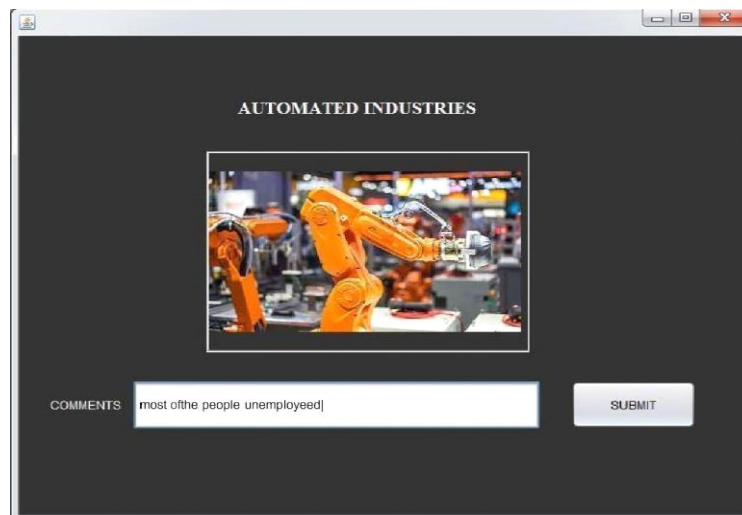 AUTOMATED INDUSTRIES
COMMENTS
most ofthe people unemployeed
SUBMIT